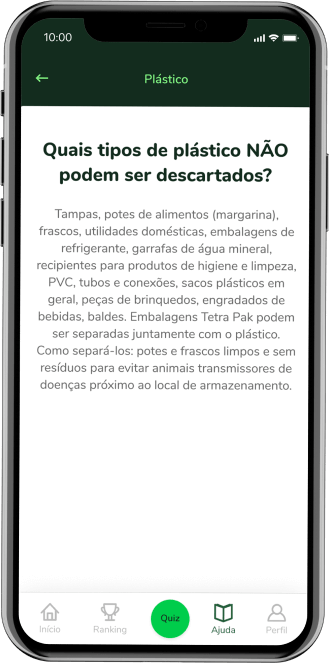 10:00
Plástico
Quais tipos de plástico NÃO
podem ser descartados?
Tampas, potes de alimentos (margarina),
frascos, utilidades domésticas, embalagens de
refrigerante, garrafas de água mineral,
recipientes para produtos de higiene e limpeza,
PVC, tubos e conexões, sacos plásticos em
geral, peças de brinquedos, engradados de
bebidas, baldes. Embalagens Tetra Pak podem
ser separadas juntamente com o plástico.
Como separá-los: potes e frascos limpos e sem
resíduos para evitar animais transmissores de
doenças próximo ao local de armazenamento.
Início
Ranking
Quiz
Ajuda
Perfil